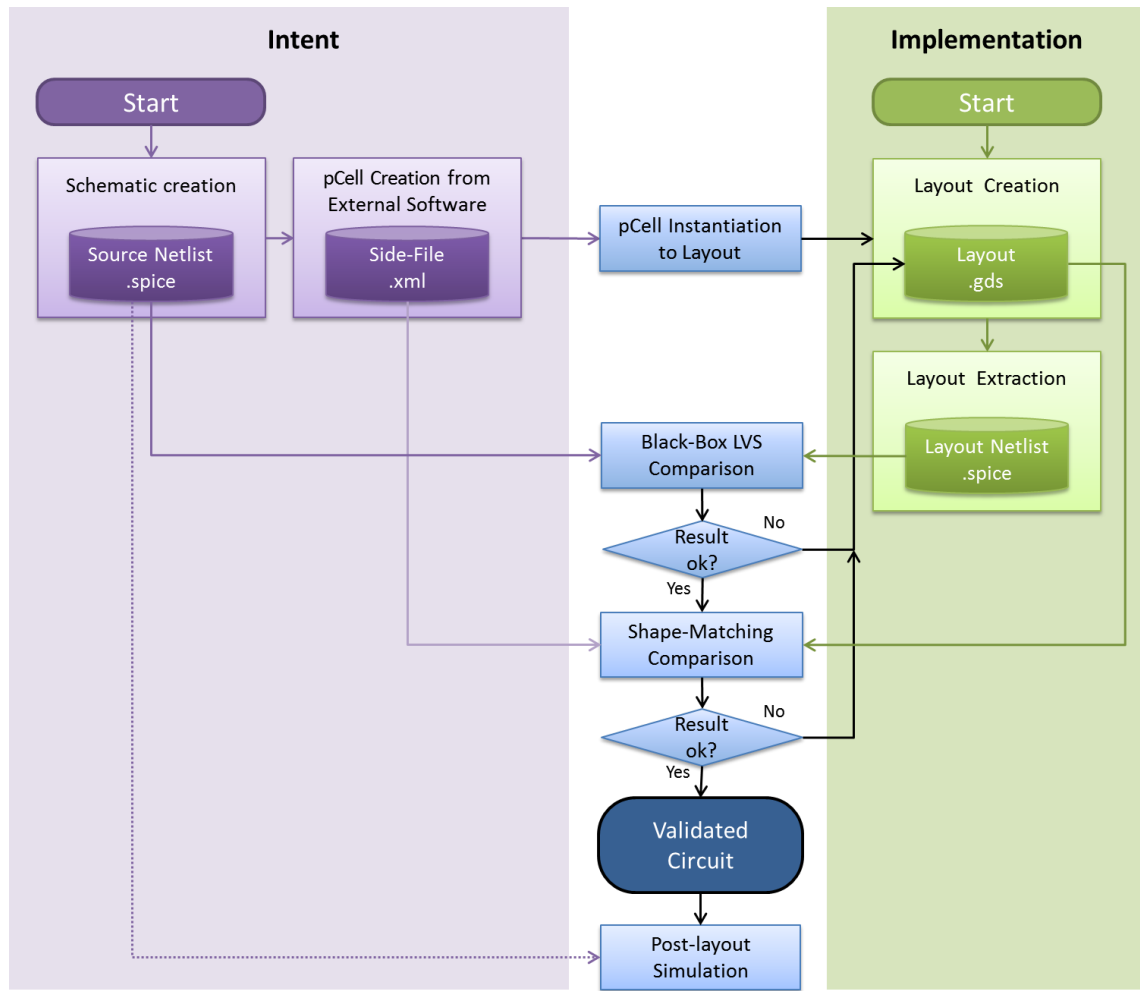 Intent
Implementation
Start
Start
Schematic creation
Source Netlist
.spice
pCell Creation from
External Software
Side-File
.xml
pCell Instantiation
to Layout
Layout Creation
Layout
.gds
Layout Extraction
Layout Netlist
.spice
Black-Box LVS
Comparison
Result
ok?
No
Yes
Shape-Matching
Comparison
Result
ok?
No
Yes
Validated
Circuit
Post-layout
Simulation